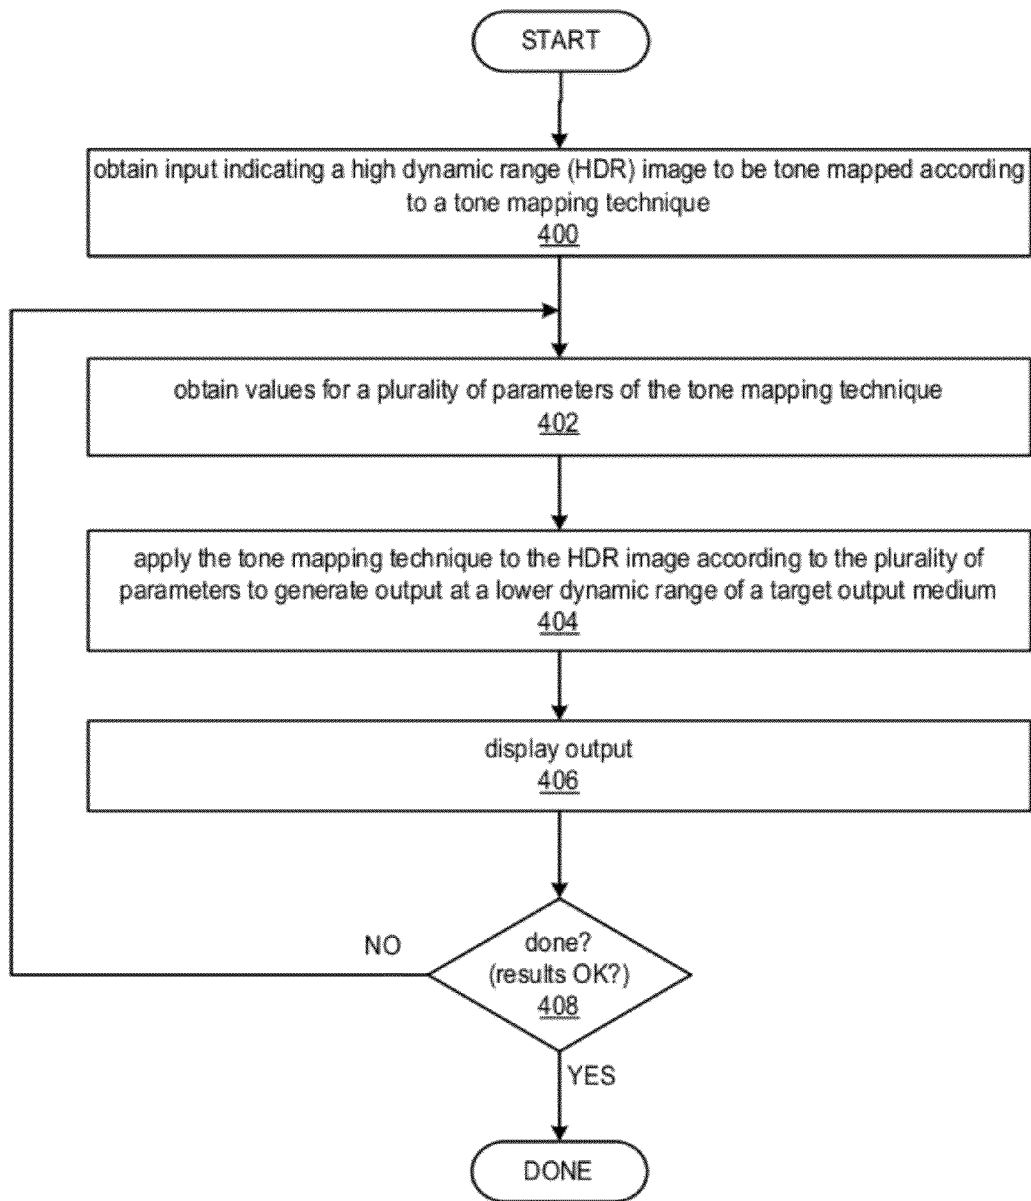 START
obtain input indicating a high dynamic range (HDR) image to be tone mapped according
to a tone mapping technique
400
obtain values for a plurality of parameters of the tone mapping technique
402
apply the tone mapping technique to the HDR image according to the plurality of
parameters to generate output at a lower dynamic range of a target output medium
404
display output
406
NO
done?
(results OK?)
408
YES
DONE